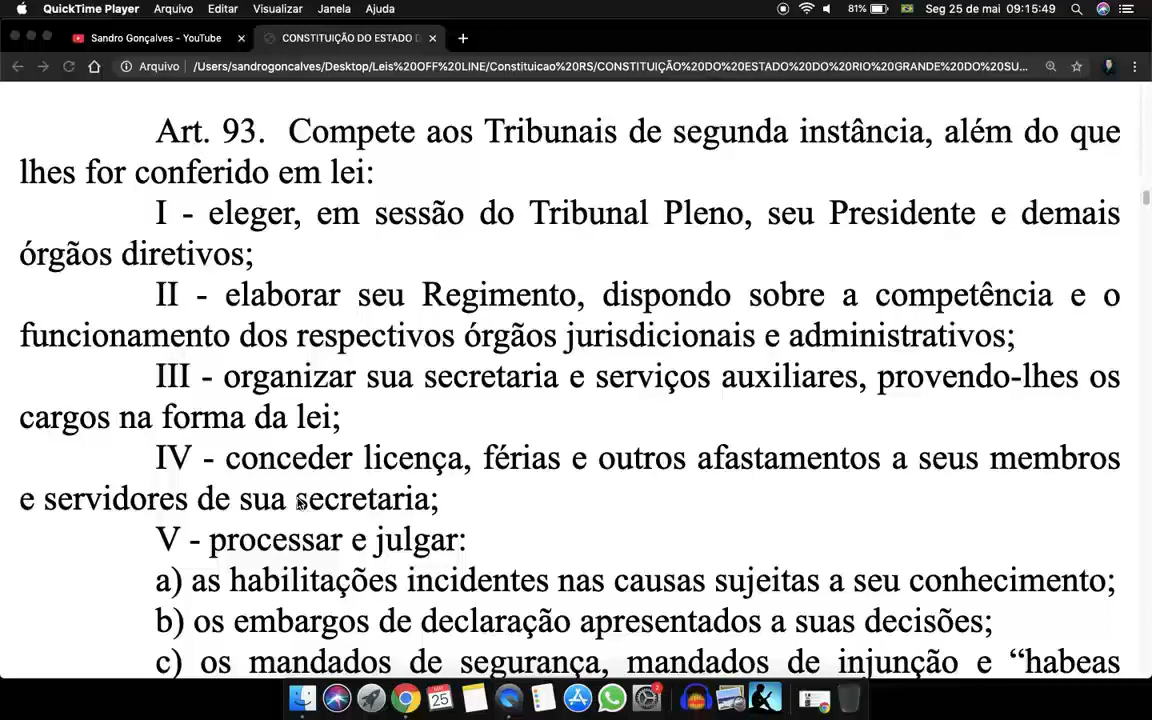 QuickTime Player Arquivo Editar Visualizar Janela Ajuda 81% Seg 25 de mai 09:15:49
Sandro Gonçalves - YouTube CONSTITUIÇÃO DO ESTADO
Arquivo /Users/sandrogoncalves/Desktop/Leis%20OFF%20LINE/Constituicao%20RS/CONSTITUIÇÃO%20DO%20ESTADO%20DO%20RIO%20GRANDE%20DO%20SU...
Art. 93. Compete aos Tribunais de segunda instância, além do que
lhes for conferido em lei:
I - eleger, em sessão do Tribunal Pleno, seu Presidente e demais
órgãos diretivos;
II - elaborar seu Regimento, dispondo sobre a competência e o
funcionamento dos respectivos órgãos jurisdicionais e administrativos;
III - organizar sua secretaria e serviços auxiliares, provendo-lhes os
cargos na forma da lei;
IV - conceder licença, férias e outros afastamentos a seus membros
e servidores de sua secretaria;
V - processar e julgar:
a) as habilitações incidentes nas causas sujeitas a seu conhecimento;
b) os embargos de declaração apresentados a suas decisões;
c) os mandados de segurança, mandados de injunção e “habeas
25